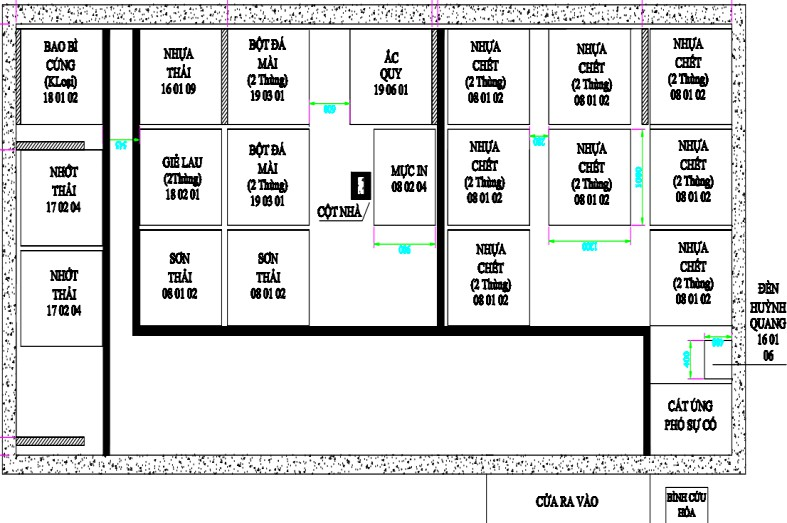 BAO BÌ
CỨNG
(KLoại)
18 01 02
NHỰA
THẢI
16 01 09
BỘT ĐÁ
MÀI
(2 Thùng)
19 03 01
ẮC
QUY
19 06 01
NHỰA
CHẾT
(2 Thùng)
08 01 02
NHỰA
CHẾT
(2 Thùng)
08 01 02
NHỰA
CHẾT
(2 Thùng)
08 01 02
NHỚT
THẢI
17 02 04
GIẺ LAU
(2Thùng)
18 02 01
BỘT ĐÁ
MÀI
(2 Thùng)
19 03 01
CỘT NHÀ
MỰC IN
08 02 04
NHỰA
CHẾT
(2 Thùng)
08 01 02
NHỰA
CHẾT
(2 Thùng)
08 01 02
NHỰA
CHẾT
(2 Thùng)
08 01 02
NHỚT
THẢI
17 02 04
SƠN
THẢI
08 01 02
SƠN
THẢI
08 01 02
NHỰA
CHẾT
(2 Thùng)
08 01 02
NHỰA
CHẾT
(2 Thùng)
08 01 02
ĐÈN
HUỲNH
QUANG
16 01
06
400
CÁT ỨNG
PHÓ SỰ CỐ
CỬA RA VÀO
BÌNH CỨU
HỎA